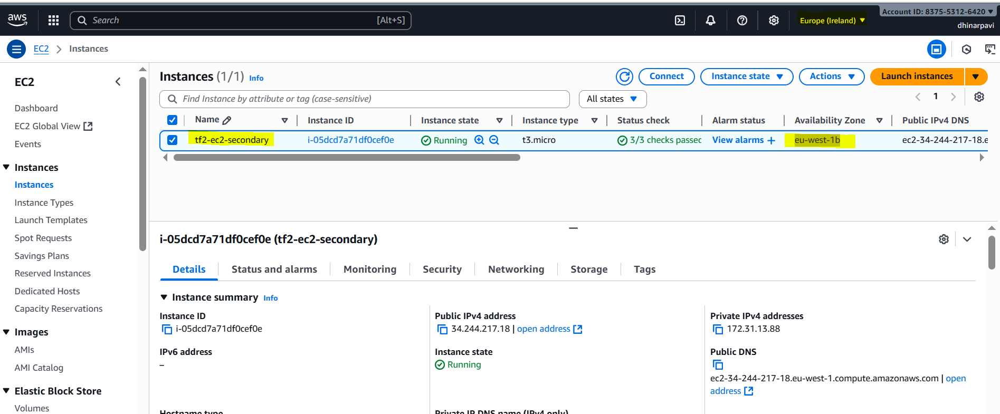 aws
Search [Alt+S]
Europe (Ireland)
Account ID: 8375-5312-6420
dhinarpavi
EC2 Instances
EC2
Dashboard
EC2 Global View
Events
Instances
Instances
Instance Types
Launch Templates
Spot Requests
Savings Plans
Reserved Instances
Dedicated Hosts
Capacity Reservations
Images
AMIs
AMI Catalog
Elastic Block Store
Volumes
Instances (1/1) Info
Connect Instance state Actions Launch instances
Find Instance by attribute or tag (case-sensitive)
All states
1
Name Instance ID Instance state Instance type Status check Alarm status Availability Zone Public IPv4 DNS
tf2-ec2-secondary i-05dcd7a71df0cef0e Running t3.micro 3/3 checks passed View alarms + eu-west-1b ec2-34-244-217-18.e
i-05dcd7a71df0cef0e (tf2-ec2-secondary)
Details Status and alarms Monitoring Security Networking Storage Tags
Instance summary Info
Instance ID
i-05dcd7a71df0cef0e
Public IPv4 address
34.244.217.18 | open address
Private IPv4 addresses
172.31.13.88
IPv6 address
–
Instance state
Running
Public DNS
ec2-34-244-217-18.eu-west-1.compute.amazonaws.com | open
address
Hostname type
Private IP DNS name (IPv4 only)